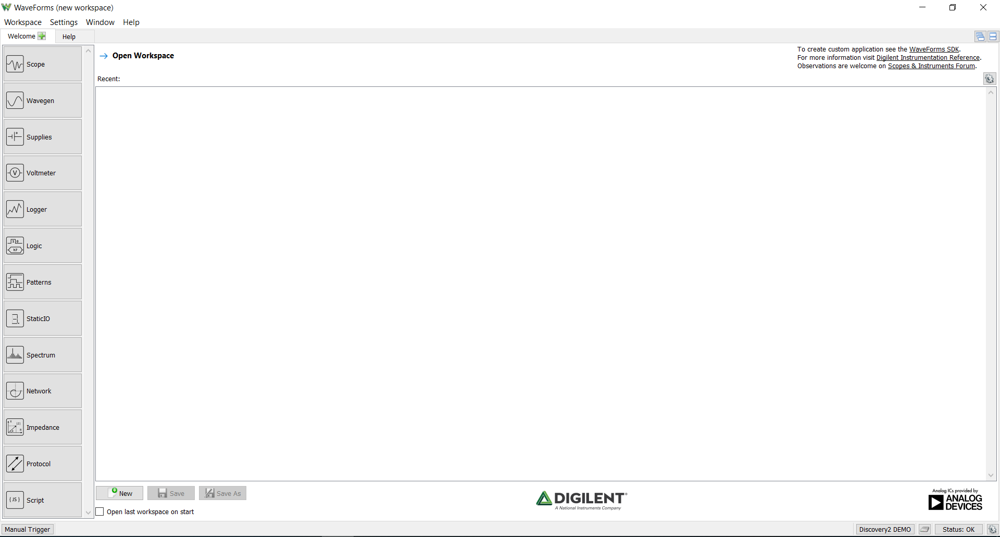 WaveForms (new workspace)
Workspace Settings Window Help
Welcome Help
Scope
Wavegen
Supplies
Voltmeter
Logger
Logic
Patterns
StaticIO
Spectrum
Network
Impedance
Protocol
{JS} Script
Open Workspace
To create custom application see the WaveForms SDK.
For more information visit Digilent Instrumentation Reference.
Observations are welcome on Scopes & Instruments Forum.
Recent:
New Save Save As
Open last workspace on start
DIGILENT®
A National Instruments Company
Analog ICs provided by
ANALOG
DEVICES
Manual Trigger Discovery2 DEMO Status: OK